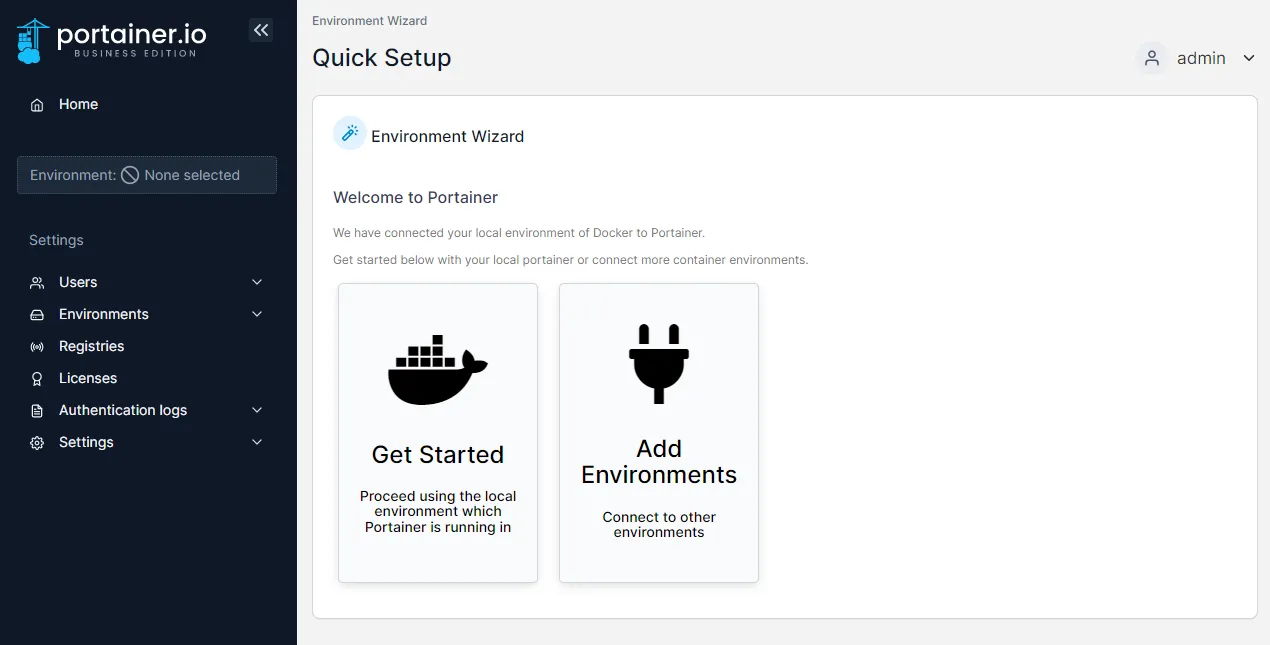 portainer.io
BUSINESS EDITION
Home
Environment: None selected
Settings
Users
Environments
Registries
Licenses
Authentication logs
Settings
Environment Wizard
Quick Setup
admin
Environment Wizard
Welcome to Portainer
We have connected your local environment of Docker to Portainer.
Get started below with your local portainer or connect more container environments.
Get Started
Proceed using the local
environment which
Portainer is running in
Add
Environments
Connect to other
environments